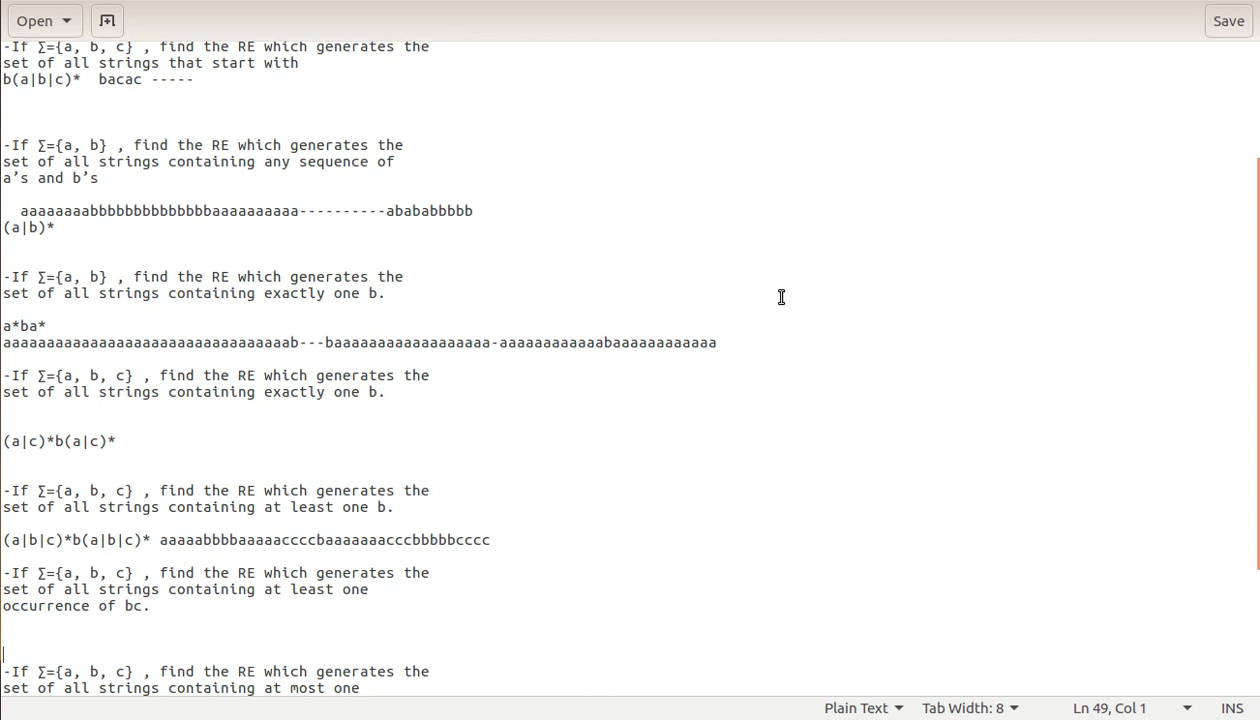 Open
Save
-If ∑={a, b, c} , find the RE which generates the
set of all strings that start with
b(a|b|c)*  bacac -----
-If ∑={a, b} , find the RE which generates the
set of all strings containing any sequence of
a’s and b’s
aaaaaaaabbbbbbbbbbbbbbaaaaaaaaaa----------abababbbbb
(a|b)*
-If ∑={a, b} , find the RE which generates the
set of all strings containing exactly one b.
a*ba*
aaaaaaaaaaaaaaaaaaaaaaaaaaaaaaaaab---baaaaaaaaaaaaaaaaaa-aaaaaaaaaaaabaaaaaaaaaaaa
-If ∑={a, b, c} , find the RE which generates the
set of all strings containing exactly one b.
(a|c)*b(a|c)*
-If ∑={a, b, c} , find the RE which generates the
set of all strings containing at least one b.
(a|b|c)*b(a|b|c)* aaaaabbbbaaaaaccccbaaaaaaacccbbbbbcccc
-If ∑={a, b, c} , find the RE which generates the
set of all strings containing at least one
occurrence of bc.
-If ∑={a, b, c} , find the RE which generates the
set of all strings containing at most one
Plain Text Tab Width: 8 Ln 49, Col 1 INS